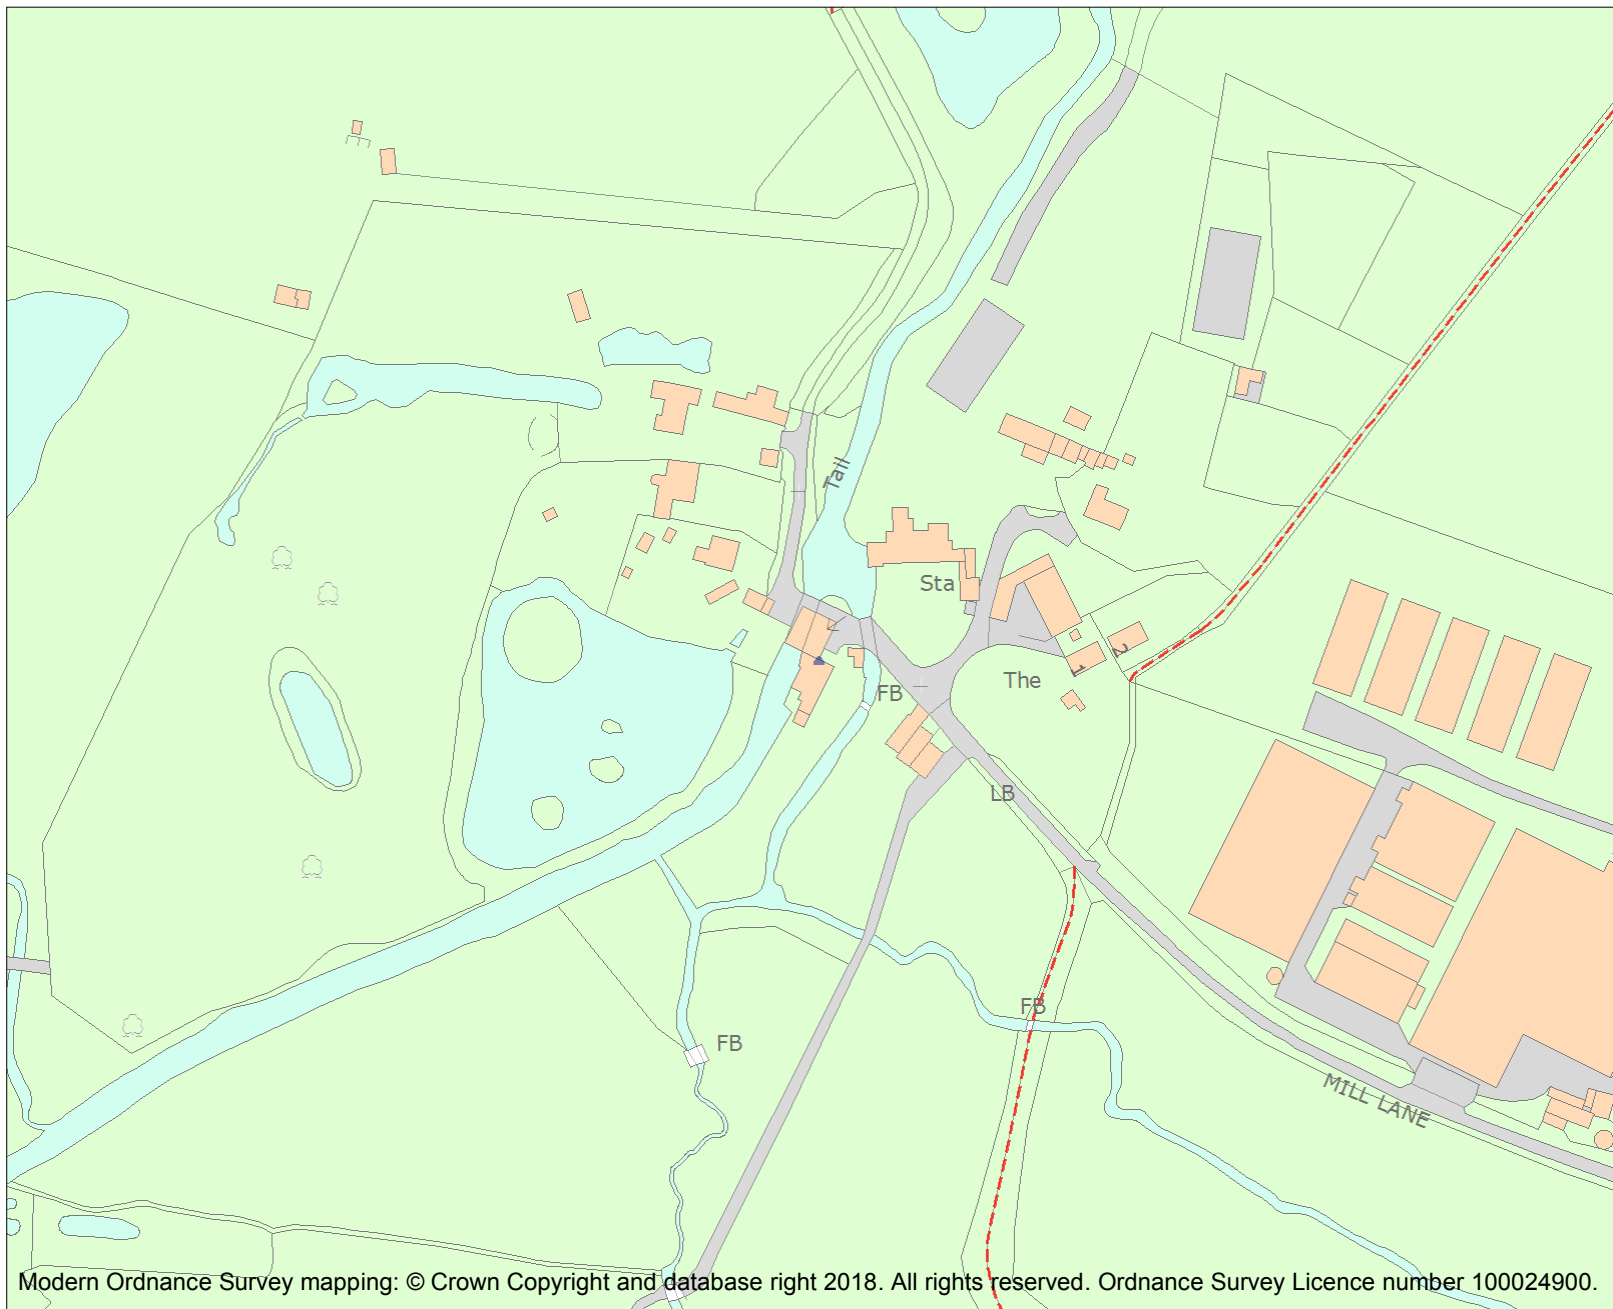 Tail
Sta
2
1
The
FB
LB
FB
FB
MILL LANE
Modern Ordnance Survey mapping: © Crown Copyright and database right 2018. All rights reserved. Ordnance Survey Licence number 100024900.